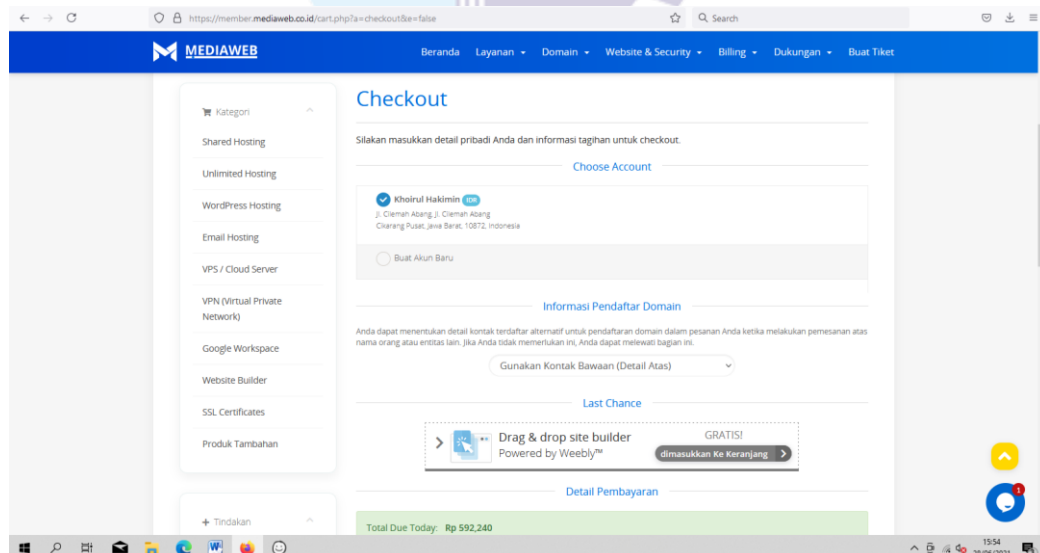 https://member.mediaweb.co.id/cart.php?a=checkout&e=false
Search
MEDIAWEB
Beranda Layanan Domain Website & Security Billing Dukungan Buat Tiket
Kategori
Shared Hosting
Unlimited Hosting
WordPress Hosting
Email Hosting
VPS / Cloud Server
VPN (Virtual Private
Network)
Google Workspace
Website Builder
SSL Certificates
Produk Tambahan
+ Tindakan
Checkout
Silakan masukkan detail pribadi Anda dan informasi tagihan untuk checkout.
Choose Account
Khoirul Hakimin IDR
Jl. Ciemah Abang, Jl. Ciemah Abang
Cikarang Pusat, Jawa Barat, 10872, Indonesia
Buat Akun Baru
Informasi Pendaftar Domain
Anda dapat menentukan detail kontak terdaftar alternatif untuk pendaftaran domain dalam pesanan Anda ketika melakukan pemesanan atas
nama orang atau entitas lain. Jika Anda tidak memerlukan ini, Anda dapat melewati bagian ini.
Gunakan Kontak Bawaan (Detail Atas)
Last Chance
Drag & drop site builder
Powered by Weebly™
GRATIS!
dimasukkan Ke Keranjang
Detail Pembayaran
Total Due Today: Rp 592,240
1
15:54